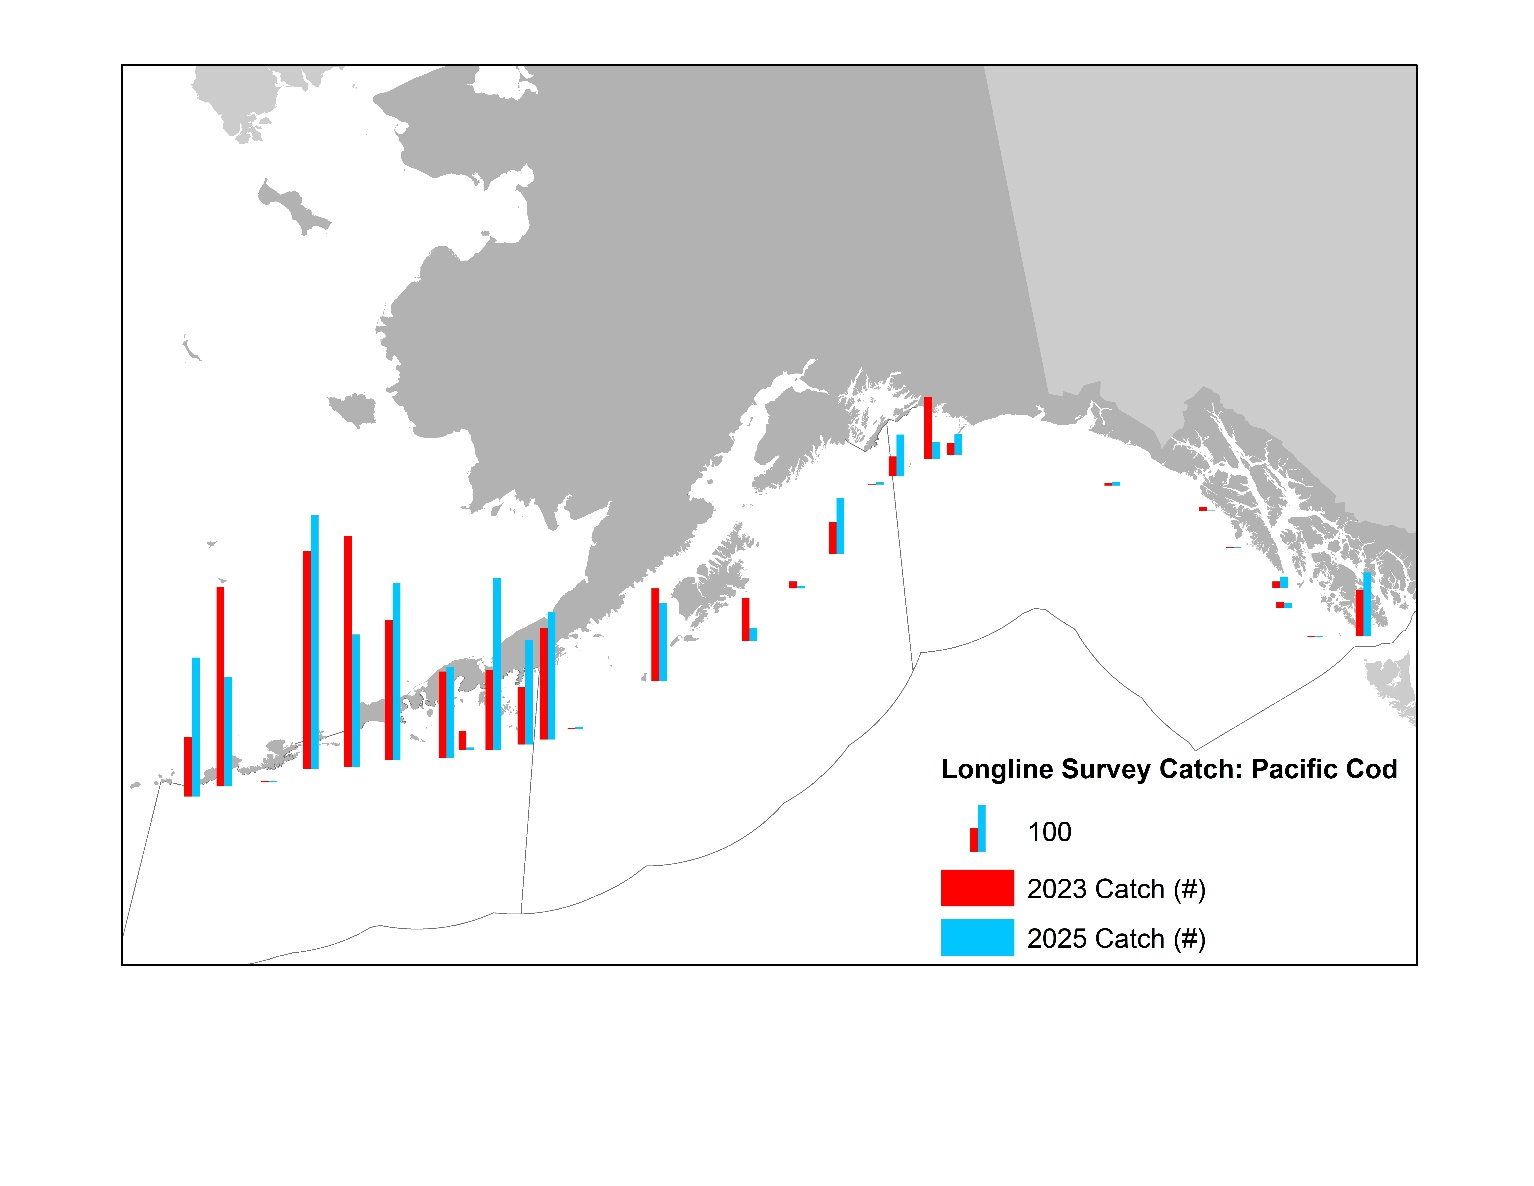 Longline Survey Catch: Pacific Cod
100
2023 Catch (#)
2025 Catch (#)